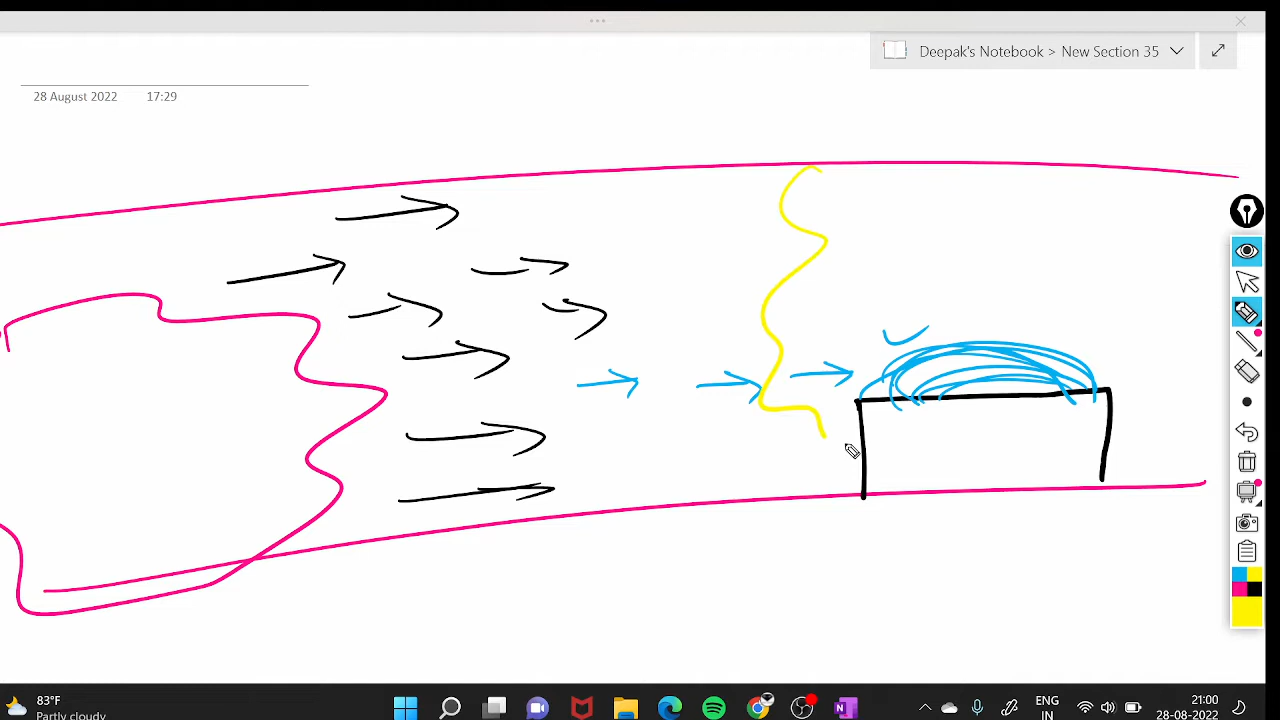 Deepak's Notebook > New Section 35
28 August 2022 17:29
83°F
Partly cloudy
ENG
IN
21:00
28-08-2022